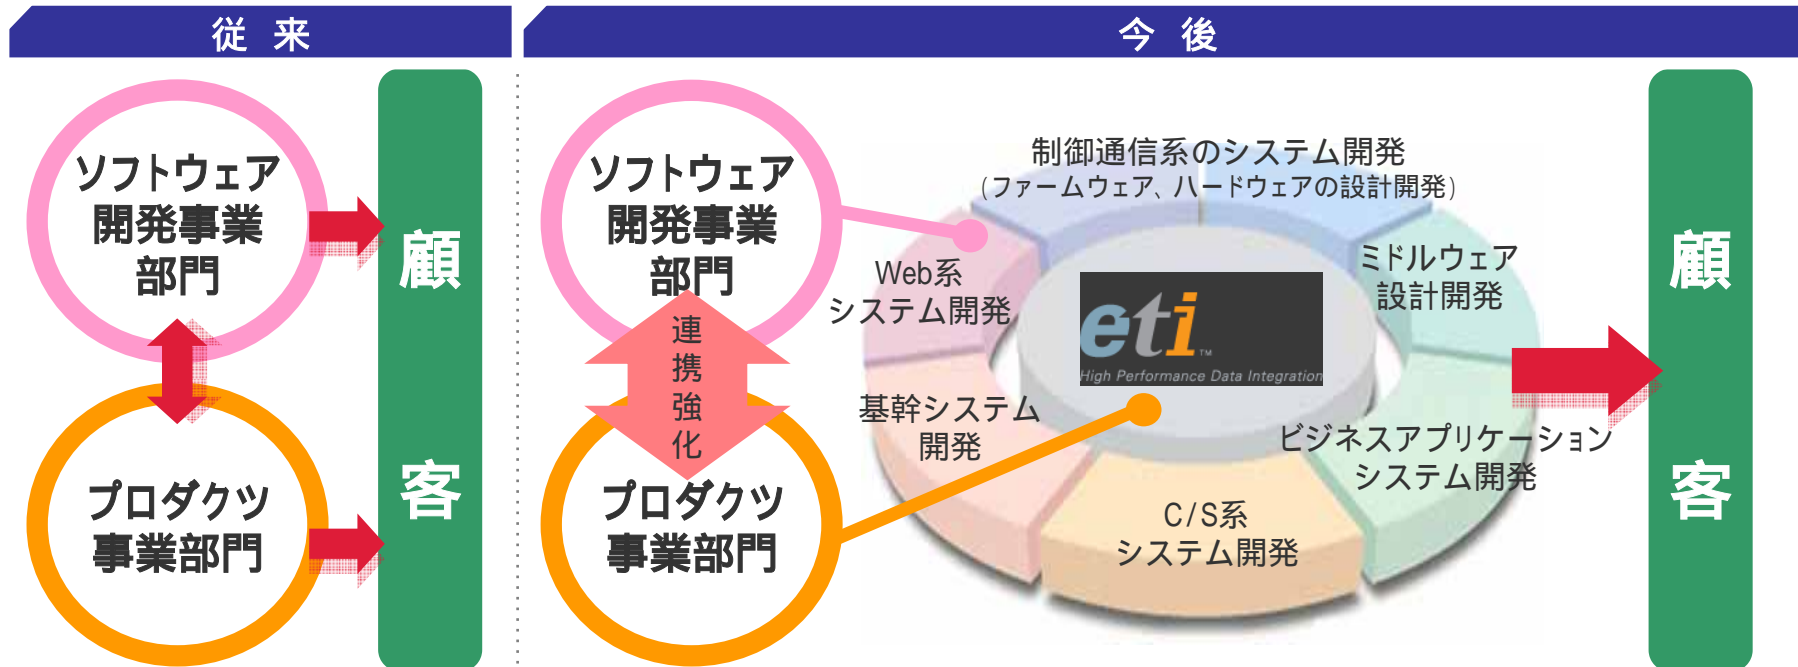 従 来
ソフトウェア
開発事業
部門
プロダクツ
事業部門
顧
客
今 後
ソフトウェア
開発事業
部門
連
携
強
化
プロダクツ
事業部門
制御通信系のシステム開発
(ファームウェア、ハードウェアの設計開発)
Web系
システム開発
ミドルウェア
設計開発
eti™
High Performance Data Integration
基幹システム
開発
ビジネスアプリケーション
システム開発
C/S系
システム開発
顧
客